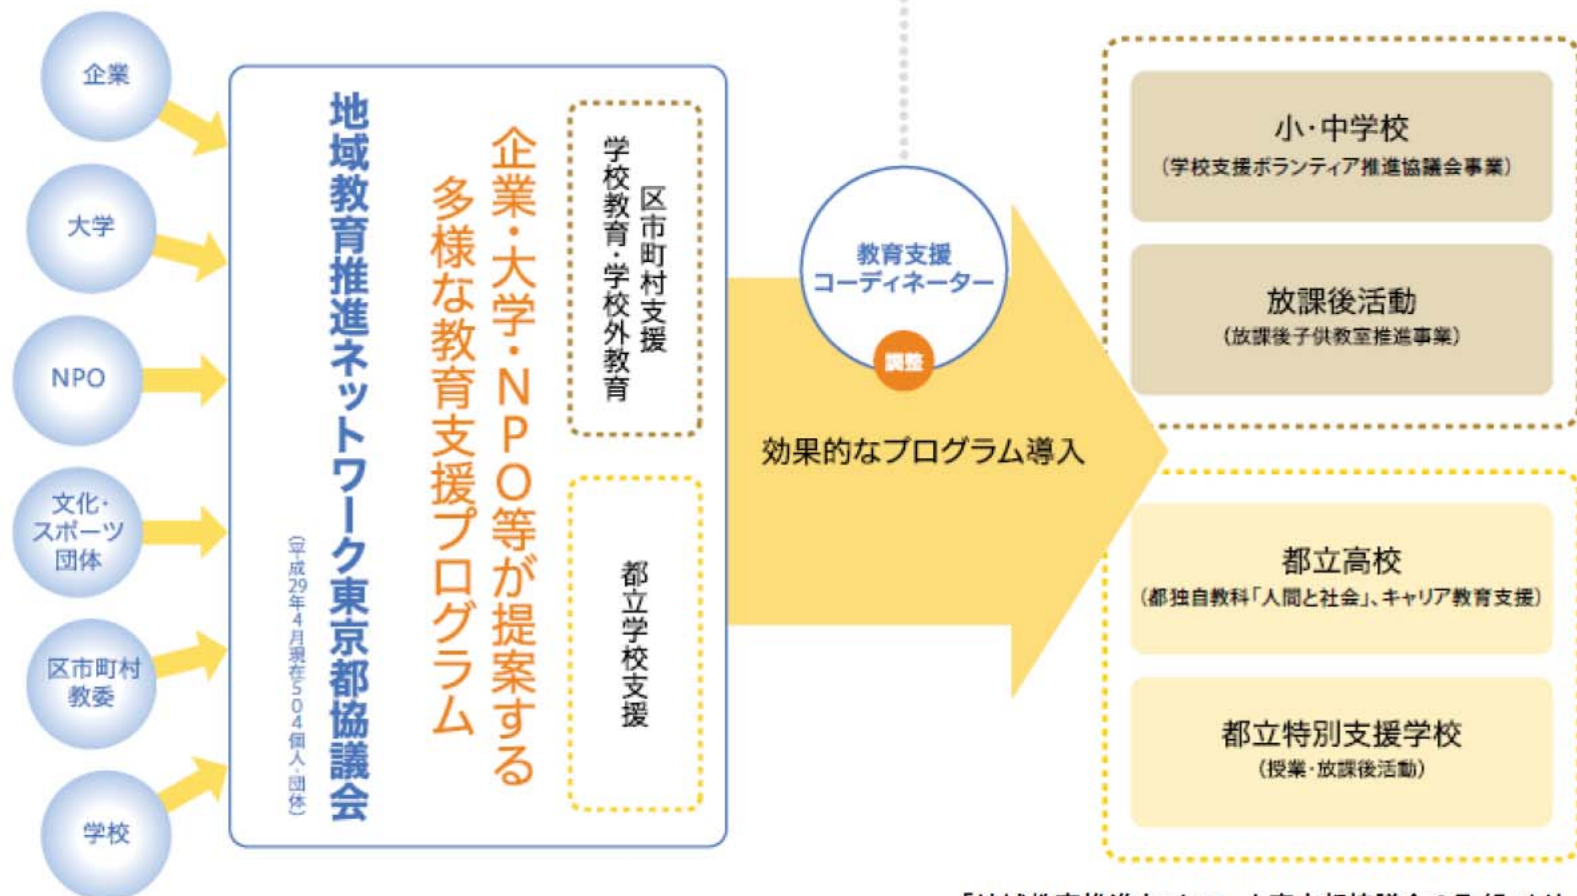 企業
大学
NPO
文化・
スポーツ
団体
区市町村
教委
学校
地域教育推進ネットワーク東京都協議会
(平成29年4月現在504個人・団体)
企業・大学・NPO等が提案する
多様な教育支援プログラム
区市町村支援
学校教育・学校外教育
都立学校支援
教育支援
コーディネーター
調整
効果的なプログラム導入
小・中学校
(学校支援ボランティア推進協議会事業)
放課後活動
(放課後子供教室推進事業)
都立高校
(都独自教科「人間と社会」、キャリア教育支援)
都立特別支援学校
(授業・放課後活動)